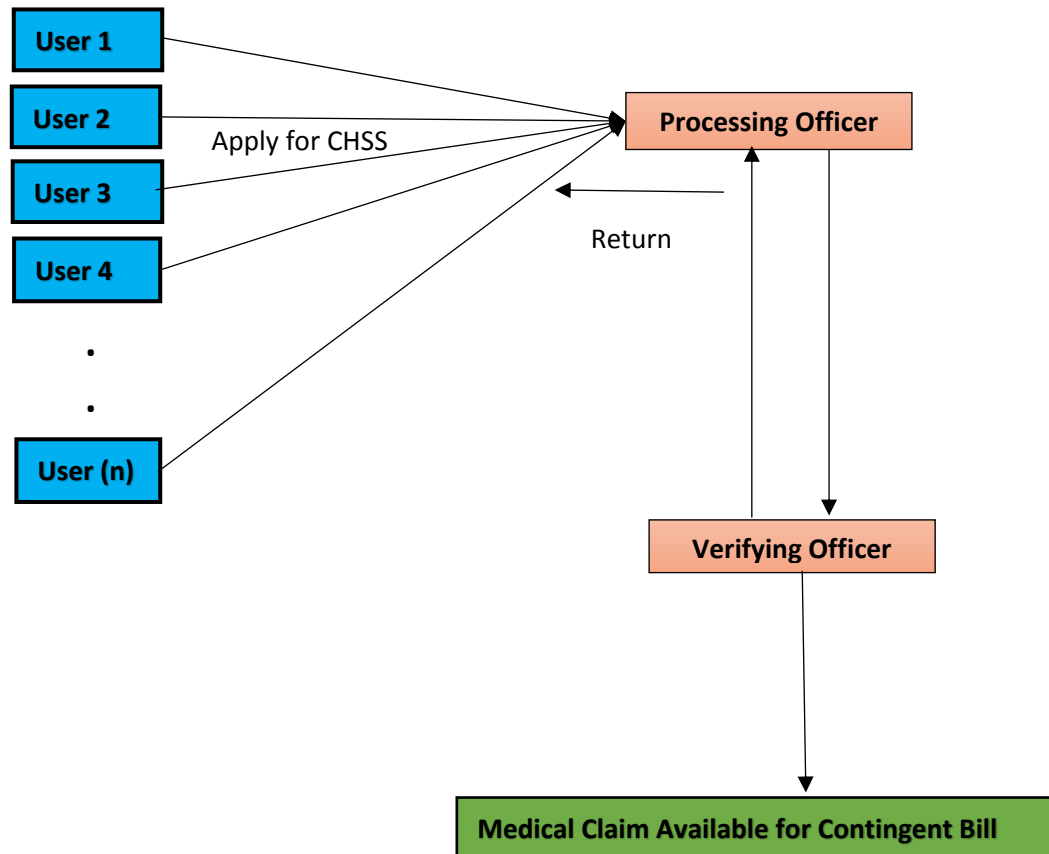 User 1
User 2
User 3
User 4
.
.
User (n)
Apply for CHSS
Processing Officer
Return
Verifying Officer
Medical Claim Available for Contingent Bill